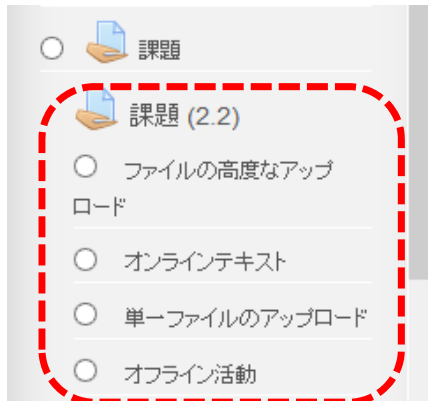 課題
課題 (2.2)
ファイルの高度なアップ
ロード
オンラインテキスト
単一ファイルのアップロード
オフライン活動